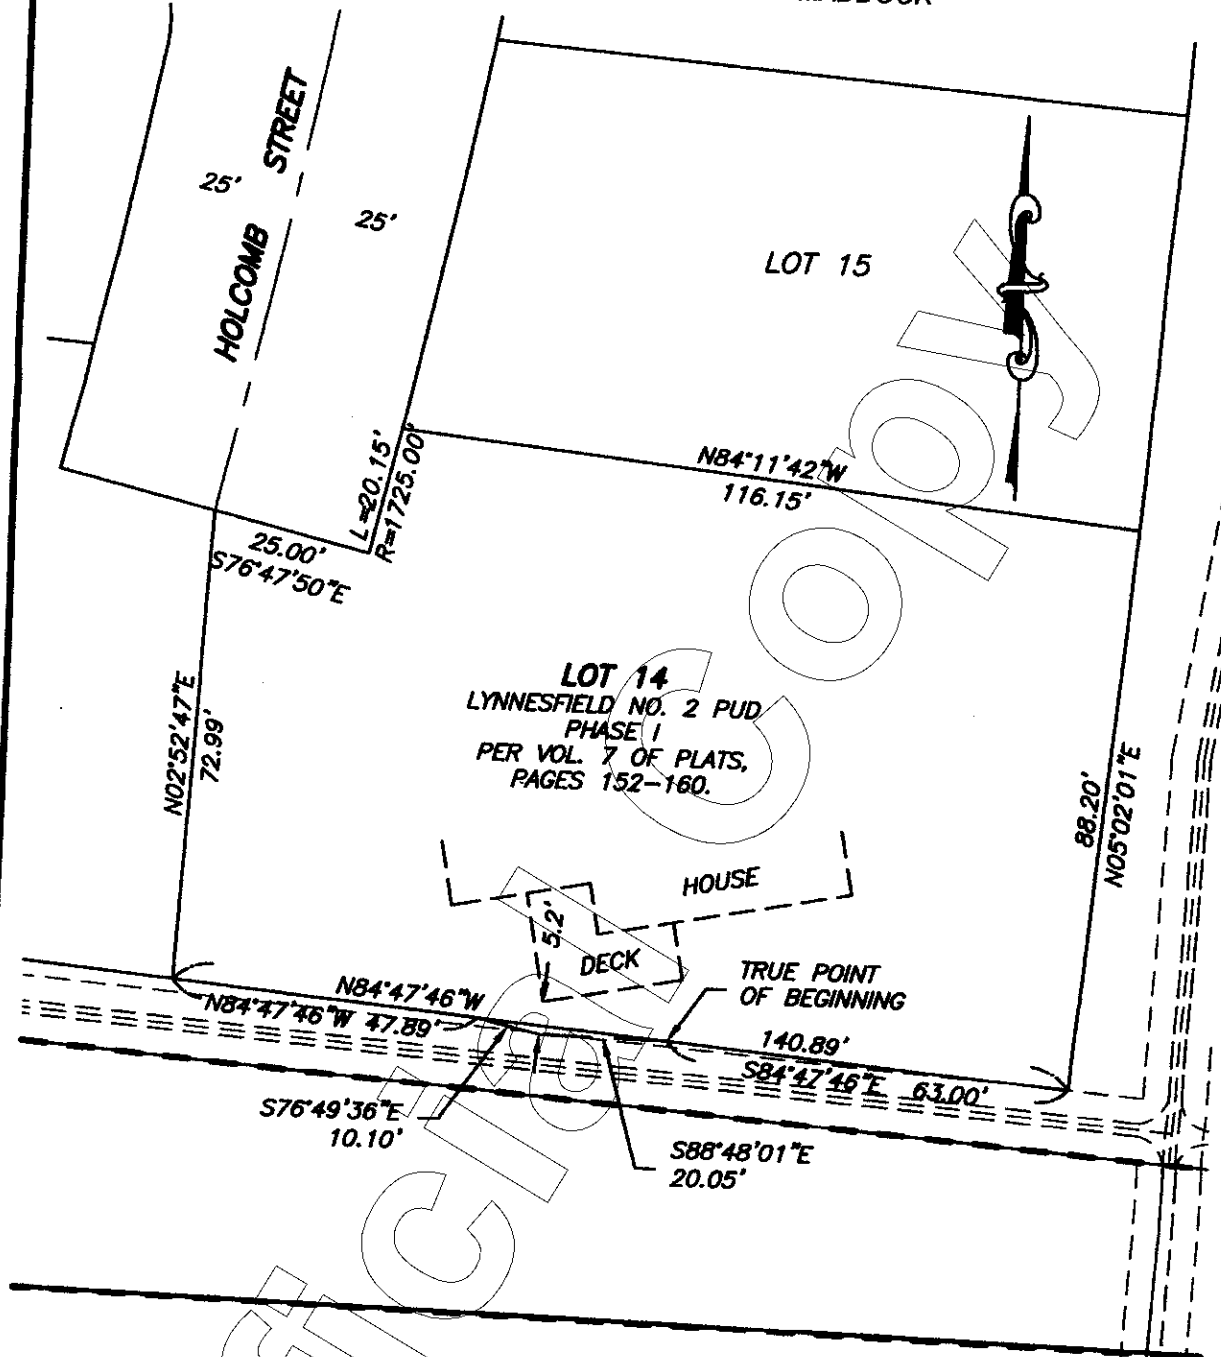 HOLCOMB STREET
25'
25'
LOT 15
L=20.15'
R=1725.00'
N84°11'42"W
116.15'
25.00'
S76°47'50"E
LOT 14
LYNNESFIELD NO. 2 PUD
PHASE I
PER VOL. 7 OF PLATS,
PAGES 152-160.
N02°52'47"E
72.99'
88.20'
N05°02'01"E
HOUSE
5.2'
DECK
TRUE POINT
OF BEGINNING
N84°47'46"W
N84°47'46"W 47.89'
140.89'
S84°47'46"E 63.00'
S76°49'36"E
10.10'
S88°48'01"E
20.05'